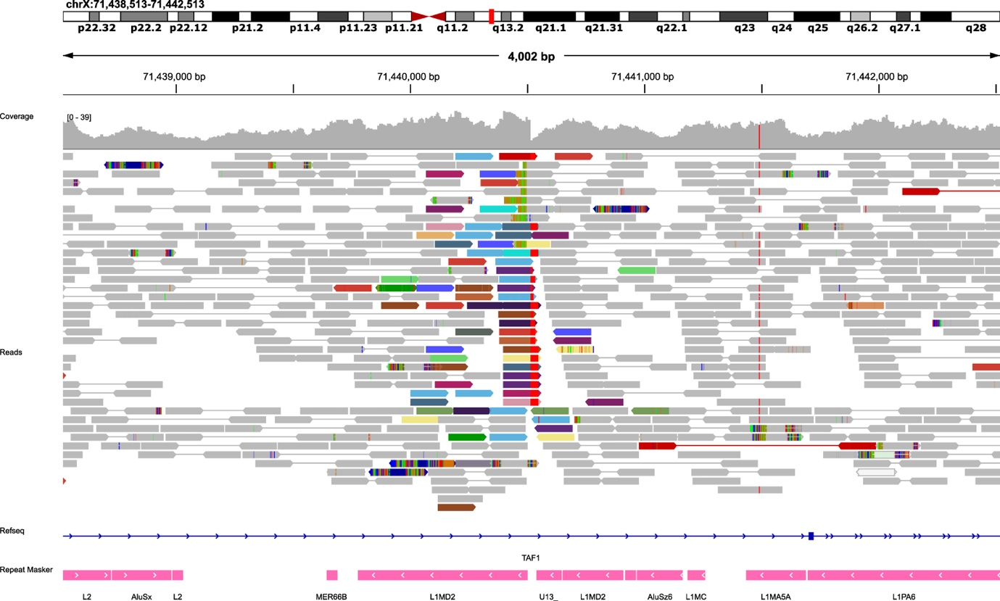 chrX:71,438,513-71,442,513
p22.32 p22.2 p22.12 p21.2 p11.4 p11.23 p11.21 q11.2 q13.2 q21.1 q21.31 q22.1 q23 q24 q25 q26.2 q27.1 q28
4,002 bp
71,439,000 bp 71,440,000 bp 71,441,000 bp 71,442,000 bp
Coverage [0 - 39]
Reads
Refseq
TAF1
Repeat Masker
L2 AluSx L2 MER66B L1MD2 U13_ L1MD2 AluSz6 L1MC L1MA5A L1PA6